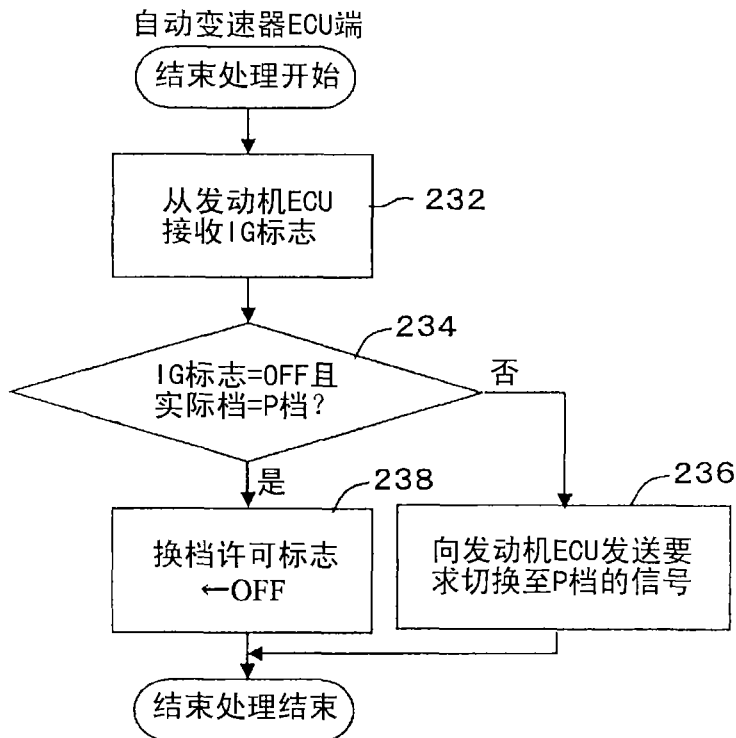 自动变速器ECU端
结束处理开始
从发动机ECU
接收IG标志
232
234
IG标志=OFF且
实际档=P档?
否
是
238
236
换档许可标志
←OFF
向发动机ECU发送要
求切换至P档的信号
结束处理结束